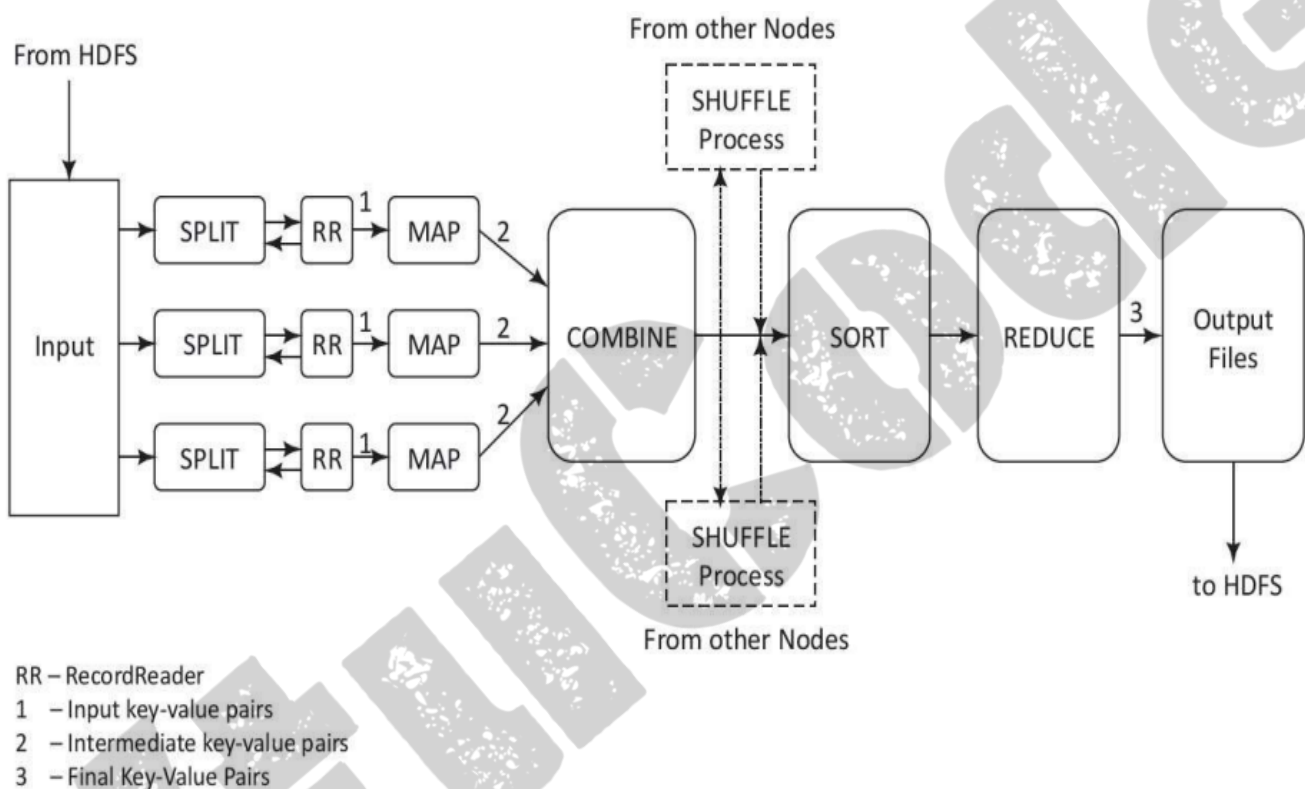 From other Nodes
From HDFS
SHUFFLE
Process
Input
SPLIT
RR
1
MAP
2
SPLIT
RR
1
MAP
2
SPLIT
RR
1
MAP
2
COMBINE
SORT
REDUCE
3
Output
Files
SHUFFLE
Process
From other Nodes
to HDFS
RR – RecordReader
1 – Input key-value pairs
2 – Intermediate key-value pairs
3 – Final Key-Value Pairs